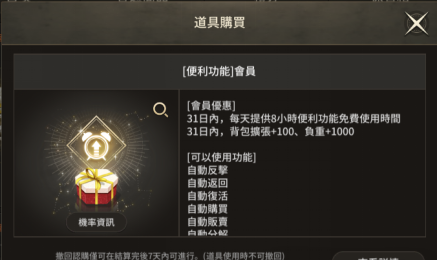 道具購買
[便利功能]會員
[會員優惠]
31日內，每天提供8小時便利功能免費使用時間
31日內，背包擴張+100、負重+1000
[可以使用功能]
自動反擊
自動返回
自動復活
自動購買
自動販賣
自動分解
機率資訊
撤回認購僅可在結算完後7天內可進行。(道具使用時不可撤回)